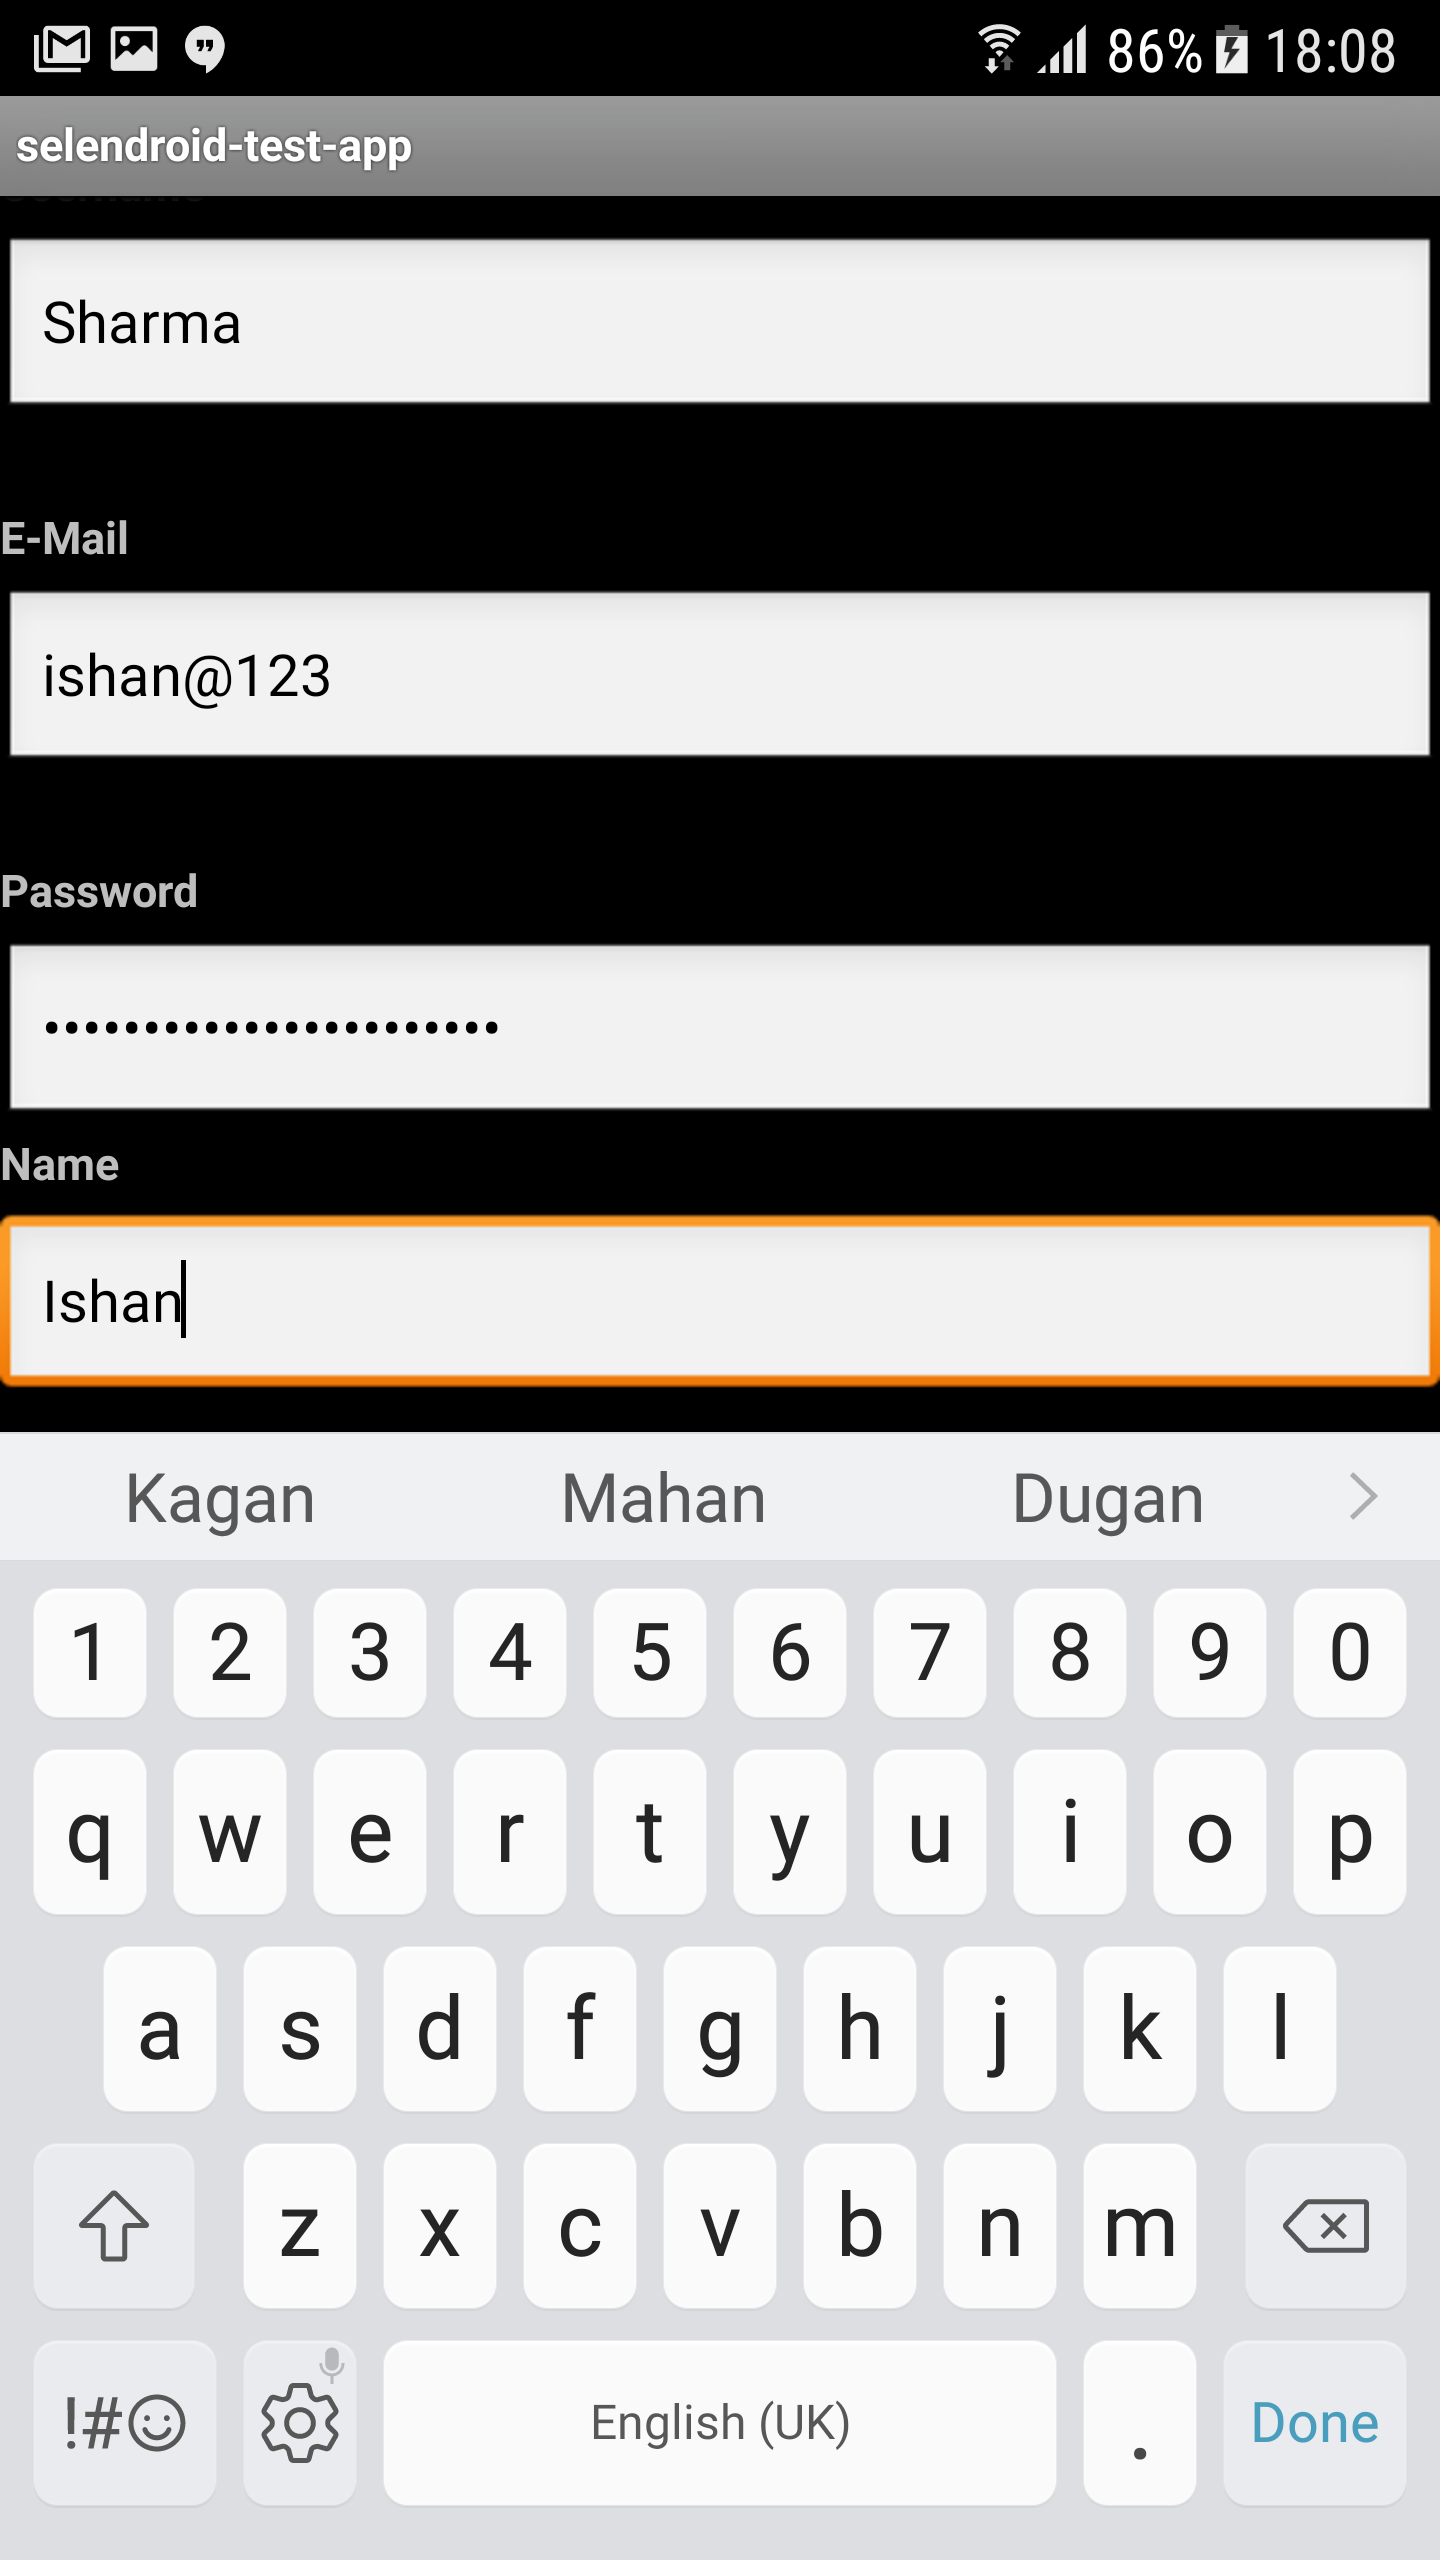 86% 18:08
selendroid-test-app
Sharma
E-Mail
ishan@123
Password
•••••••••••••••••••••••
Name
Ishan
Kagan Mahan Dugan
1 2 3 4 5 6 7 8 9 0
q w e r t y u i o p
a s d f g h j k l
z x c v b n m
!#☺ English (UK) . Done